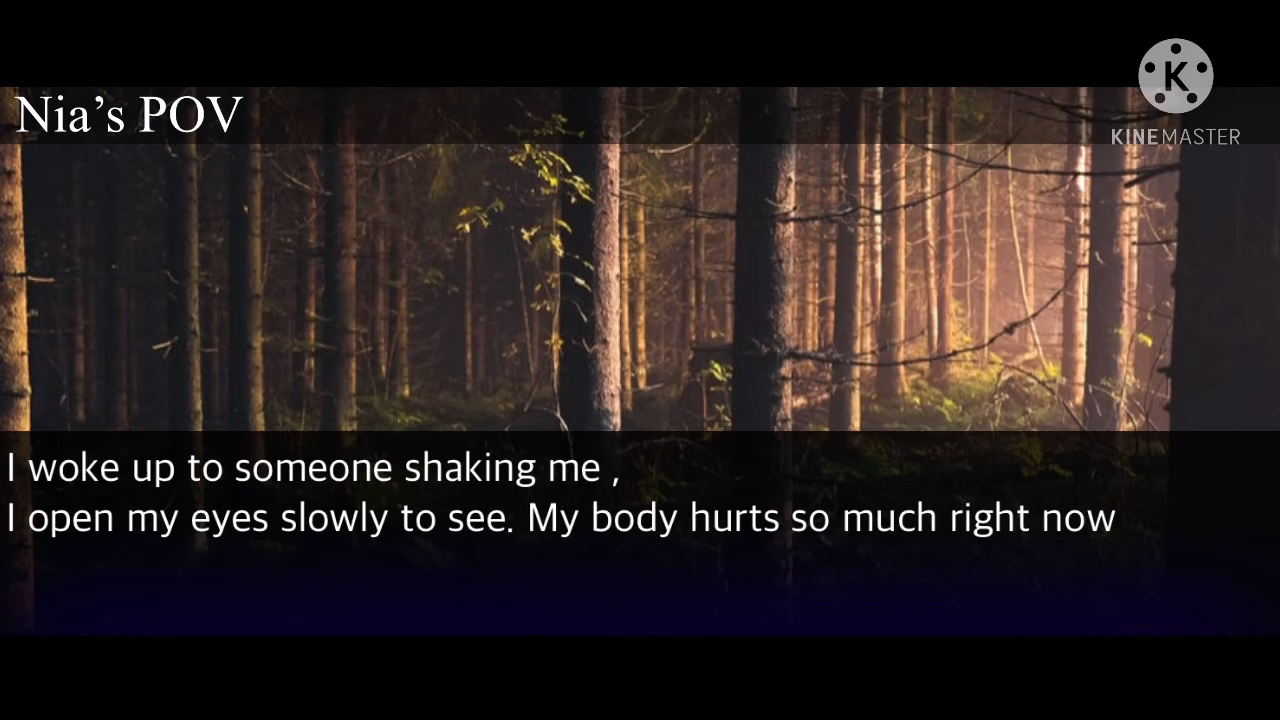 Nia's POV
K
KINEMASTER
I woke up to someone shaking me ,
I open my eyes slowly to see. My body hurts so much right now